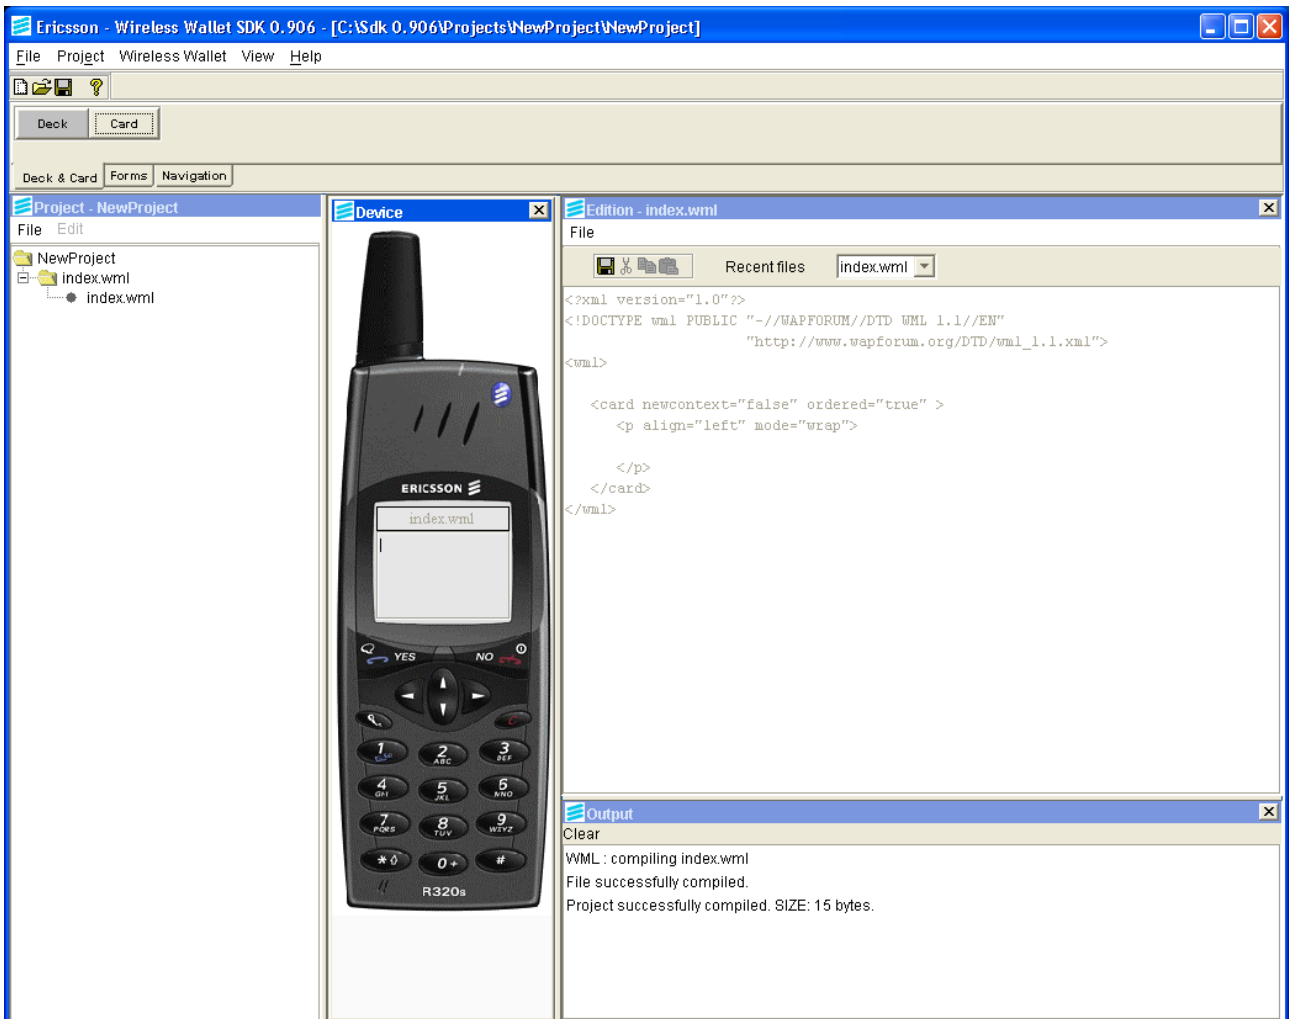 Ericsson - Wireless Wallet SDK 0.906 - [C:\Sdk 0.906\Projects\NewProject\NewProject]
File Project Wireless Wallet View Help
Deck Card
Deck & Card Forms Navigation
Project - NewProject
File Edit
NewProject
index.wml
index.wml
Device
ERICSSON
index.wml
YES NO
1 2 ABC 3 DEF
4 GHI 5 JKL 6 MNO
7 PQRS 8 TUV 9 WXYZ
* 0 + #
R320s
Edition - index.wml
File
Recent files index.wml
<?xml version="1.0"?>
<!DOCTYPE wml PUBLIC "-//WAPFORUM//DTD WML 1.1//EN"
"http://www.wapforum.org/DTD/wml_1.1.xml">
<wml>
<card newcontext="false" ordered="true" >
<p align="left" mode="wrap">
</p>
</card>
</wml>
Output
Clear
WML : compiling index.wml
File successfully compiled.
Project successfully compiled. SIZE: 15 bytes.